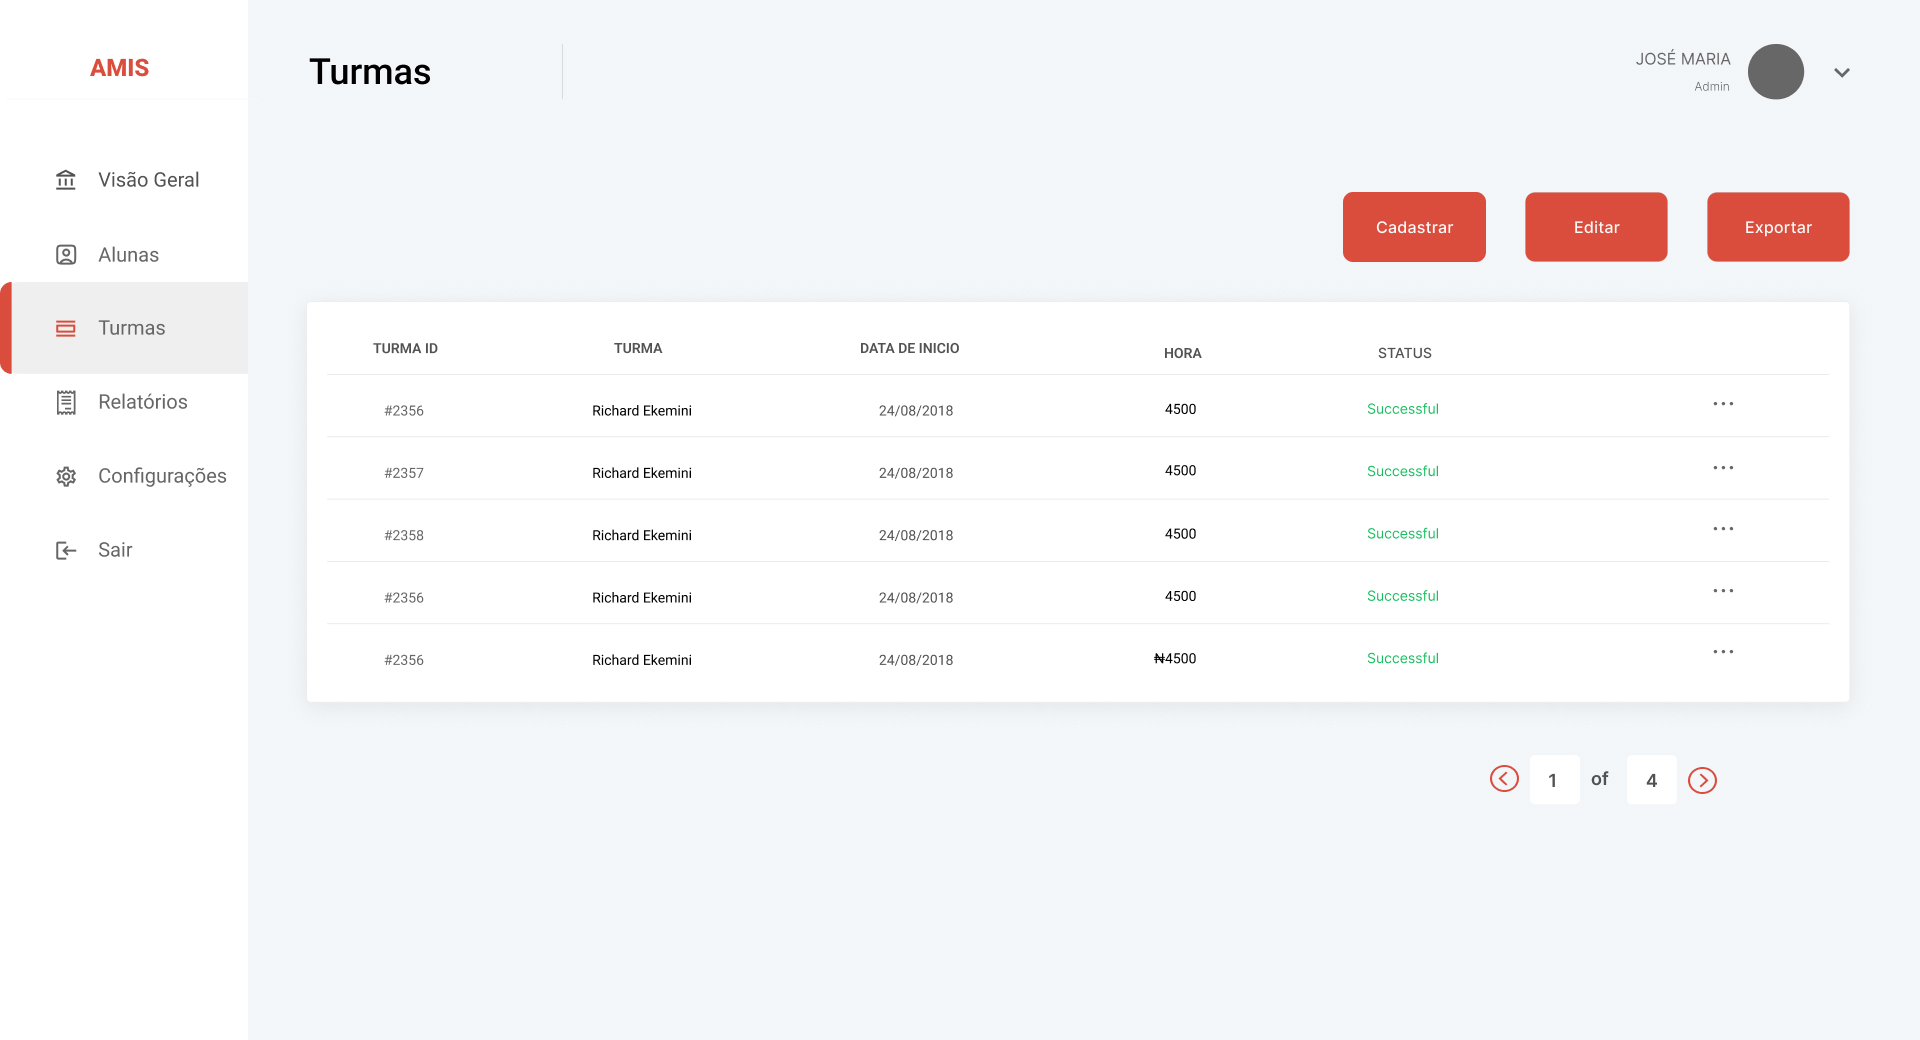 AMIS
Visão Geral
Alunas
Turmas
Relatórios
Configurações
Sair
Turmas
JOSÉ MARIA
Admin
Cadastrar Editar Exportar
TURMA ID TURMA DATA DE INICIO HORA STATUS
#2356 Richard Ekemini 24/08/2018 4500 Successful
#2357 Richard Ekemini 24/08/2018 4500 Successful
#2358 Richard Ekemini 24/08/2018 4500 Successful
#2356 Richard Ekemini 24/08/2018 4500 Successful
#2356 Richard Ekemini 24/08/2018 ₦4500 Successful
1 of 4